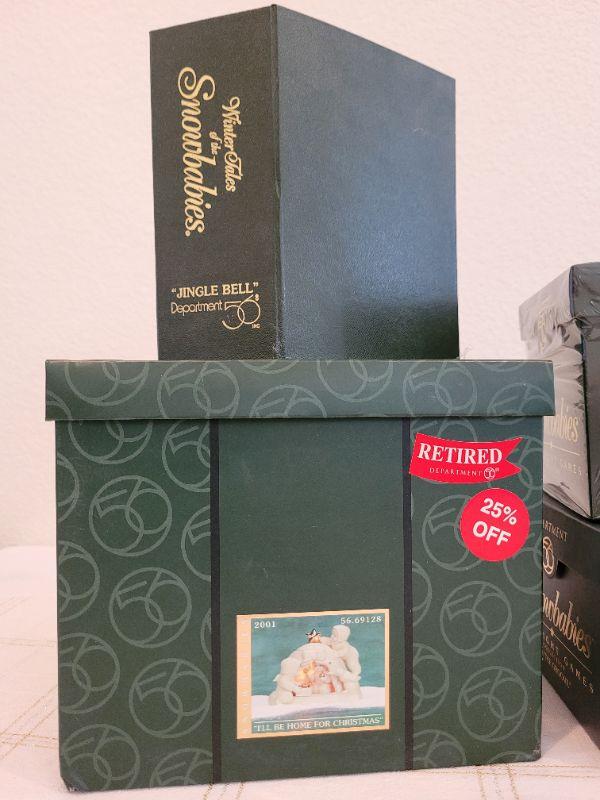 Winter Tales
of the
Snowbabies.
"JINGLE BELL"
Department 56®
INC
RETIRED
DEPARTMENT 56®
25%
OFF
2001 56.69128
SNOWBABIES
"I'LL BE HOME FOR CHRISTMAS"